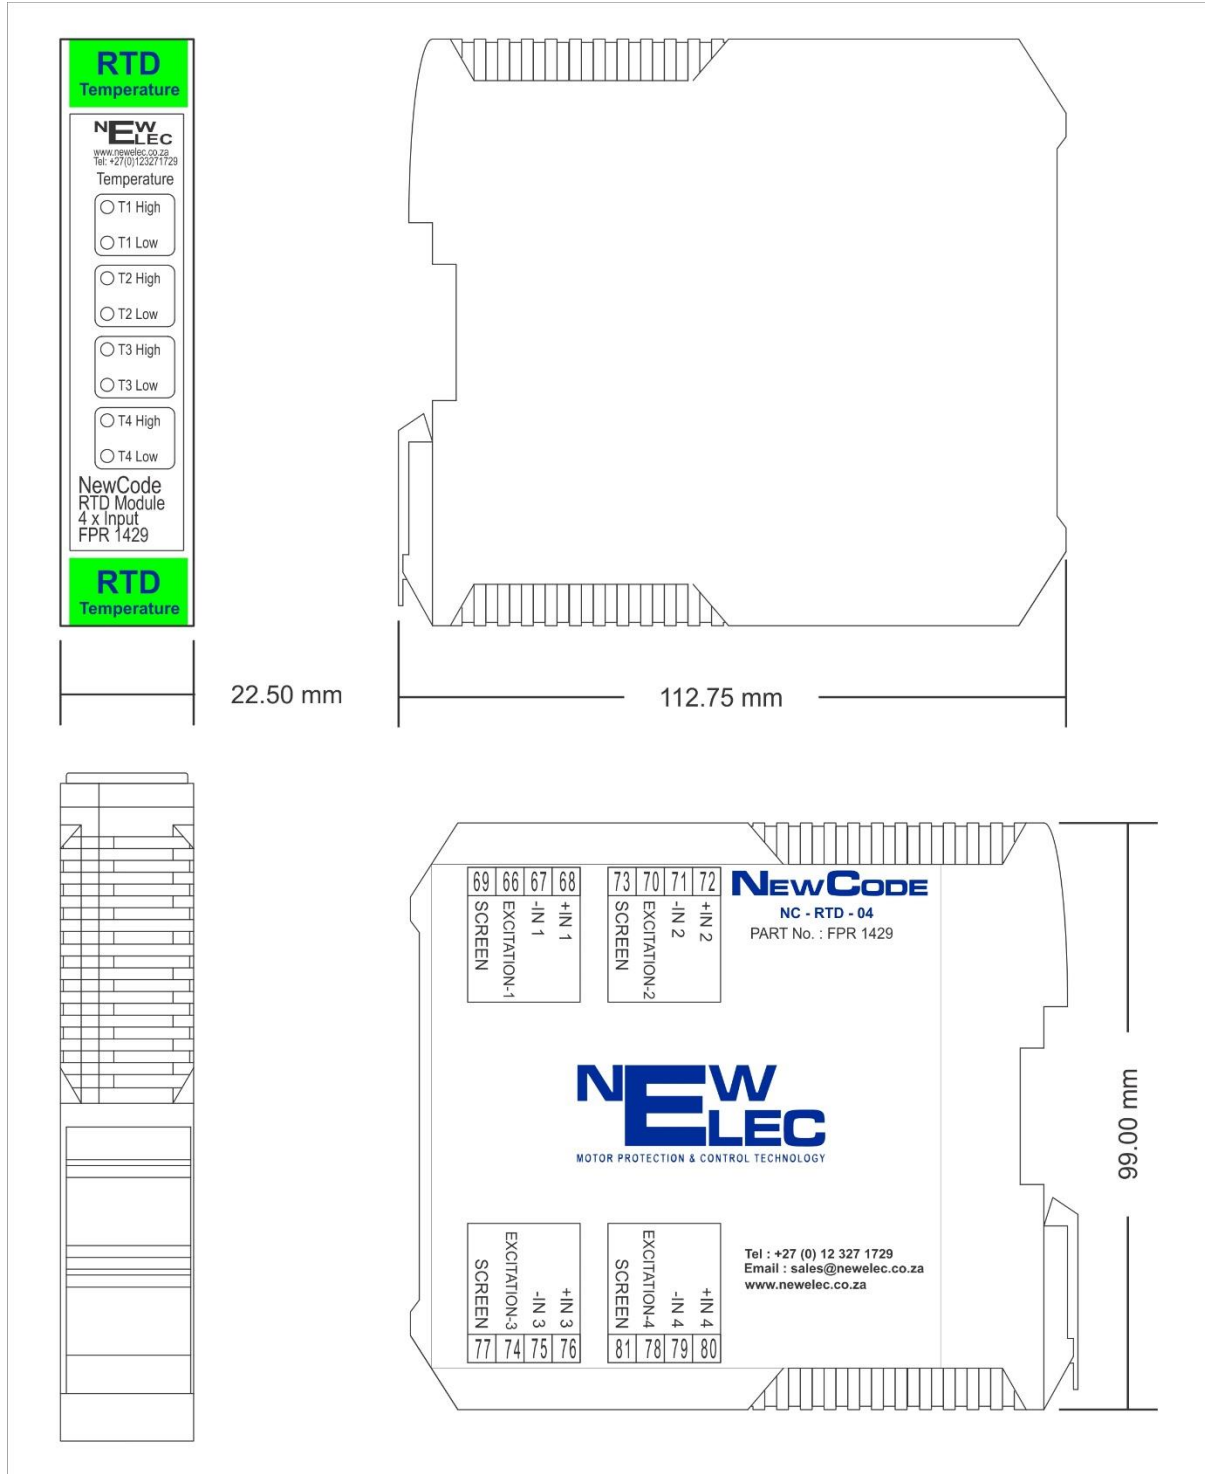 RTD
Temperature
NEW
ELEC
www.newelec.co.za
Tel: +27(0)123271729
Temperature
T1 High
T1 Low
T2 High
T2 Low
T3 High
T3 Low
T4 High
T4 Low
NewCode
RTD Module
4 x Input
FPR 1429
RTD
Temperature
22.50 mm
112.75 mm
69 66 67 68
SCREEN
EXCITATION-1
-IN 1
+IN 1
73 70 71 72
SCREEN
EXCITATION-2
-IN 2
+IN 2
NEWCODE
NC - RTD - 04
PART No. : FPR 1429
NEW
ELEC
MOTOR PROTECTION & CONTROL TECHNOLOGY
99.00 mm
SCREEN
EXCITATION-3
-IN 3
+IN 3
77 74 75 76
SCREEN
EXCITATION-4
-IN 4
+IN 4
81 78 79 80
Tel : +27 (0) 12 327 1729
Email : sales@newelec.co.za
www.newelec.co.za